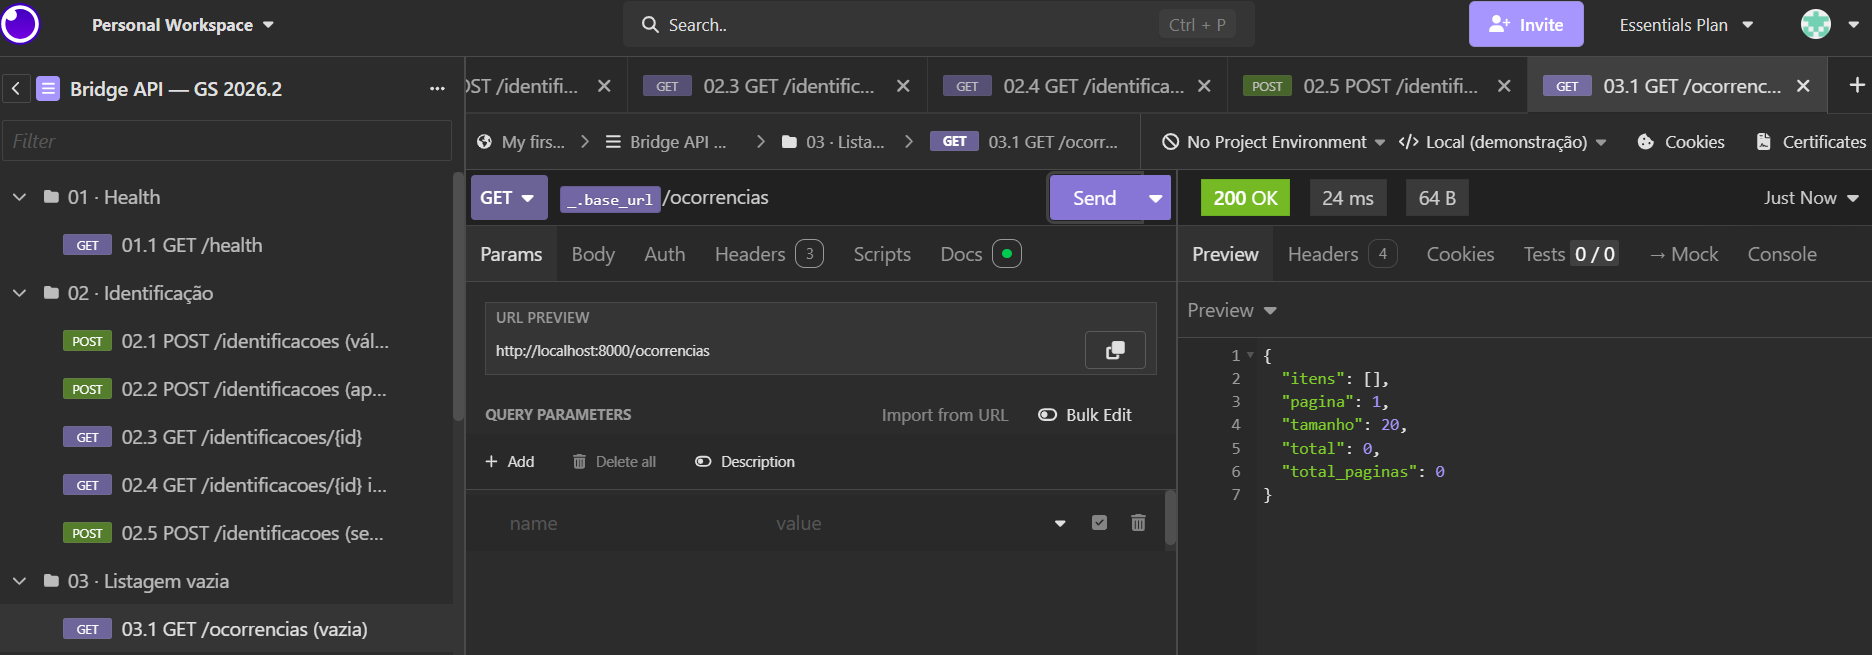 Personal Workspace
Search..
Ctrl + P
Invite
Essentials Plan
Bridge API — GS 2026.2
Filter
01 · Health
GET 01.1 GET /health
02 · Identificação
POST 02.1 POST /identificacoes (vál...
POST 02.2 POST /identificacoes (ap...
GET 02.3 GET /identificacoes/{id}
GET 02.4 GET /identificacoes/{id} i...
POST 02.5 POST /identificacoes (se...
03 · Listagem vazia
GET 03.1 GET /ocorrencias (vazia)
OST /identifi...
GET 02.3 GET /identific...
GET 02.4 GET /identifica...
POST 02.5 POST /identifi...
GET 03.1 GET /ocorrenc...
My firs...
Bridge API ...
03 · Lista...
GET 03.1 GET /ocorr...
No Project Environment
Local (demonstração)
Cookies
Certificates
GET
_.base_url/ocorrencias
Send
Params
Body
Auth
Headers 3
Scripts
Docs
URL PREVIEW
http://localhost:8000/ocorrencias
QUERY PARAMETERS
Import from URL
Bulk Edit
Add
Delete all
Description
name
value
200 OK
24 ms
64 B
Just Now
Preview
Headers 4
Cookies
Tests 0 / 0
→ Mock
Console
Preview
1 {
2 "itens": [],
3 "pagina": 1,
4 "tamanho": 20,
5 "total": 0,
6 "total_paginas": 0
7 }